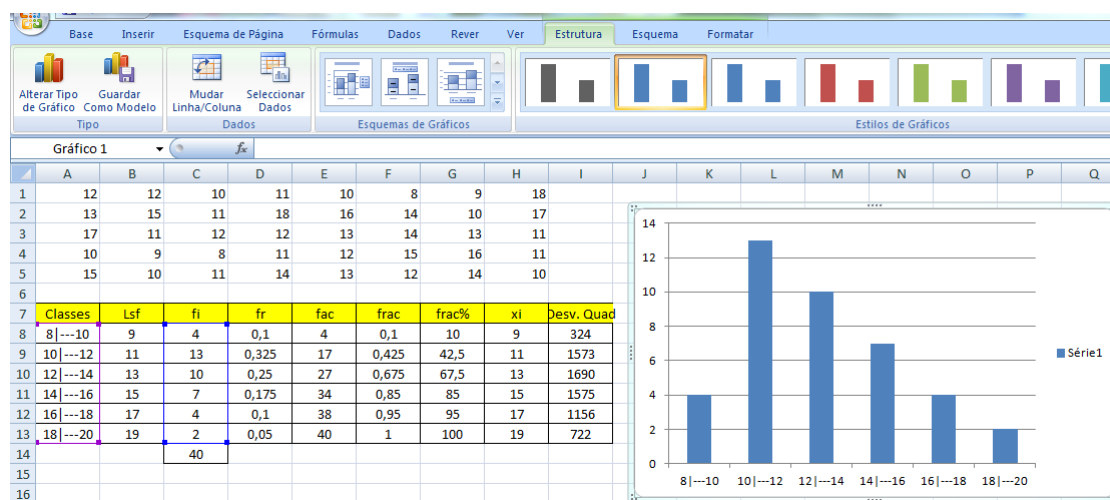 Base Inserir Esquema de Página Fórmulas Dados Rever Ver Estrutura Esquema Formatar
Alterar Tipo de Gráfico
Guardar Como Modelo
Mudar Linha/Coluna
Seleccionar Dados
Tipo Dados Esquemas de Gráficos Estilos de Gráficos
Gráfico 1 fx
A B C D E F G H I J K L M N O P Q
1 12 12 10 11 10 8 9 18
2 13 15 11 18 16 14 10 17
3 17 11 12 12 13 14 13 11
4 10 9 8 11 12 15 16 11
5 15 10 11 14 13 12 14 10
6
7 Classes Lsf fi fr fac frac frac% xi Desv. Quad
8 8|---10 9 4 0,1 4 0,1 10 9 324
9 10|---12 11 13 0,325 17 0,425 42,5 11 1573
10 12|---14 13 10 0,25 27 0,675 67,5 13 1690
11 14|---16 15 7 0,175 34 0,85 85 15 1575
12 16|---18 17 4 0,1 38 0,95 95 17 1156
13 18|---20 19 2 0,05 40 1 100 19 722
14 40
15
16
14
12
10
8
6
4
2
0
8|---10 10|---12 12|---14 14|---16 16|---18 18|---20
Série1